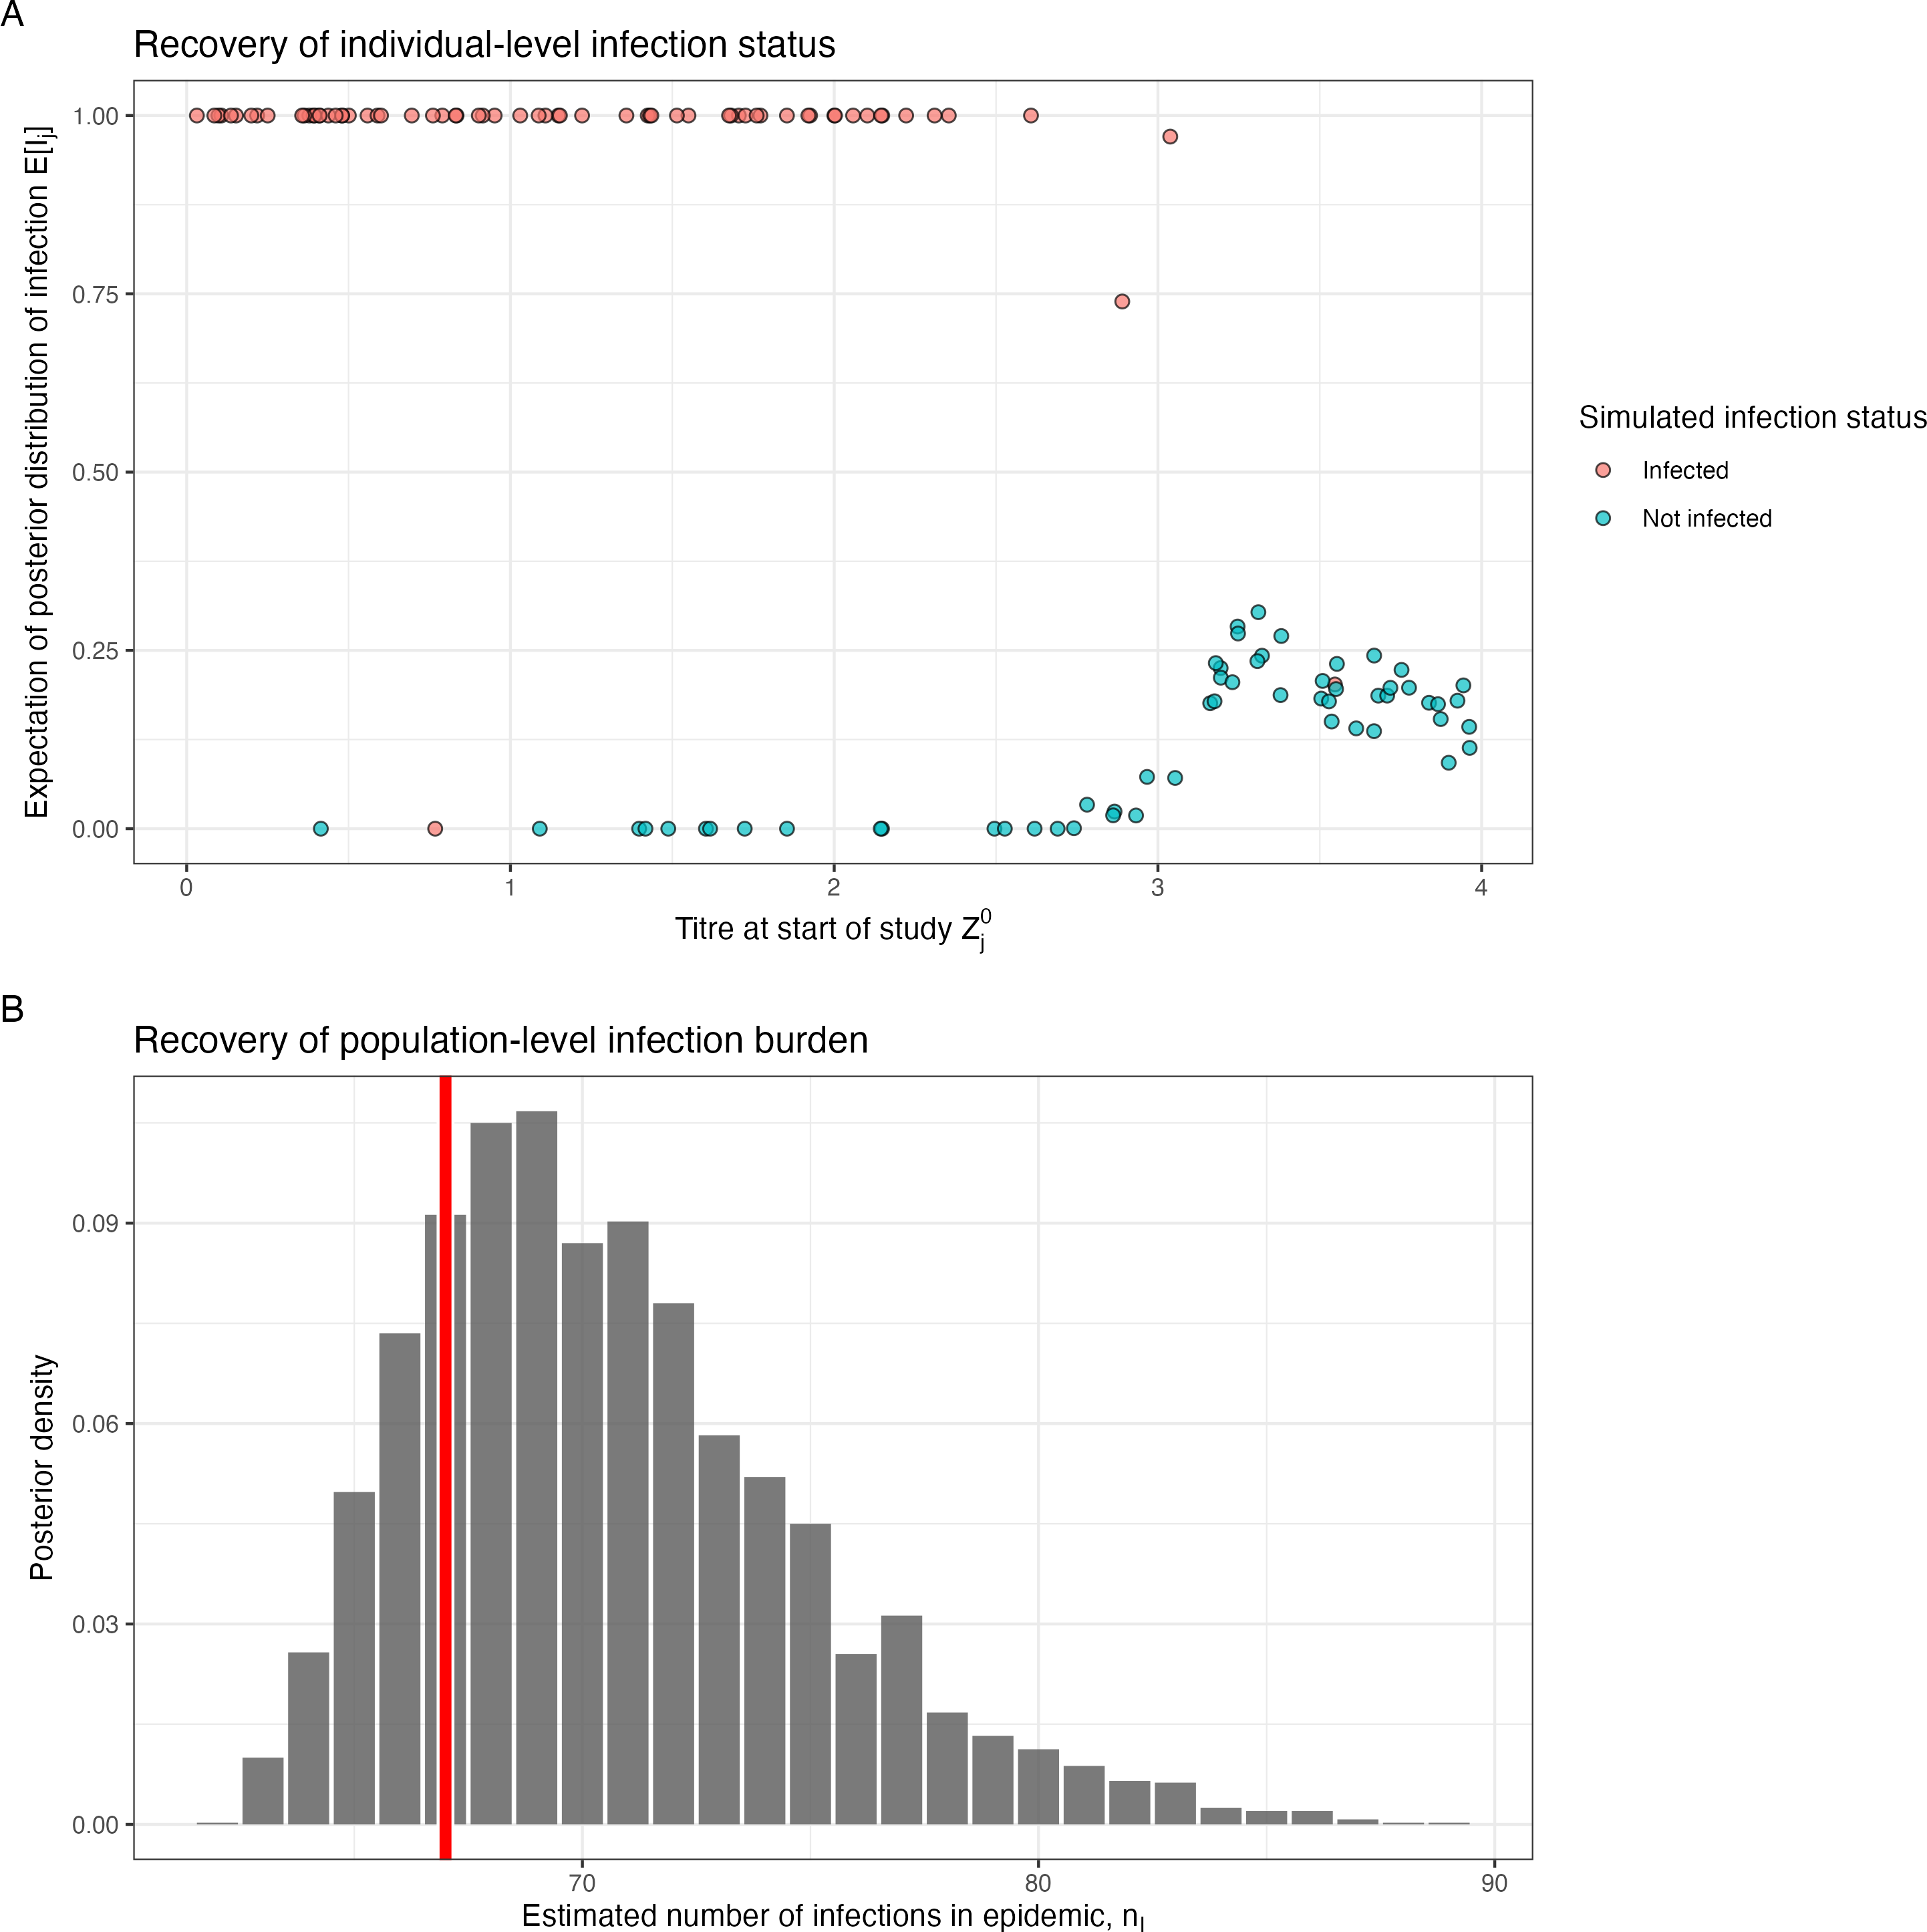 A
Recovery of individual-level infection status
Expectation of posterior distribution of infection E[Ij]
1.00
0.75
0.50
0.25
0.00
0 1 2 3 4
Titre at start of study Z0j
Simulated infection status
Infected
Not infected
B
Recovery of population-level infection burden
Posterior density
0.09
0.06
0.03
0.00
70 80 90
Estimated number of infections in epidemic, nI